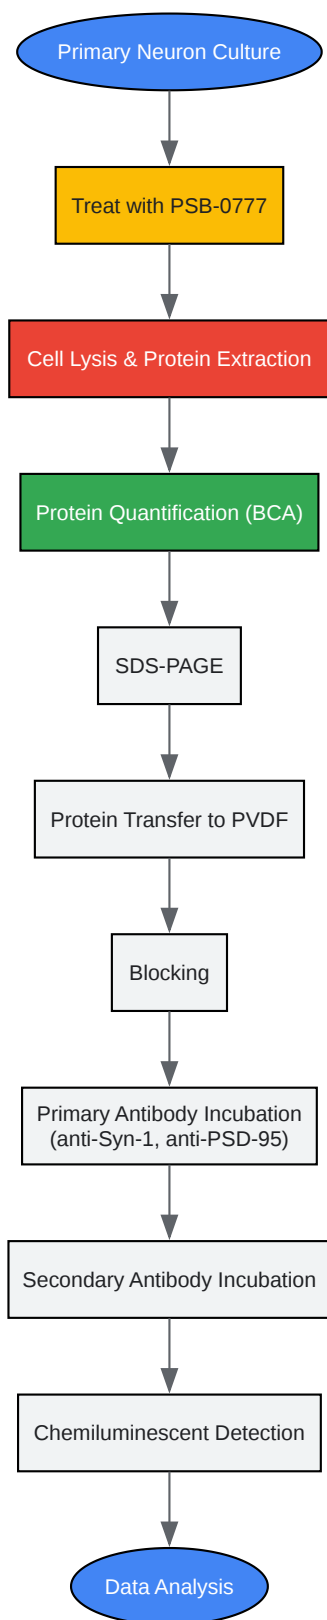 Primary Neuron Culture
Treat with PSB-0777
Cell Lysis & Protein Extraction
Protein Quantification (BCA)
SDS-PAGE
Protein Transfer to PVDF
Blocking
Primary Antibody Incubation
(anti-Syn-1, anti-PSD-95)
Secondary Antibody Incubation
Chemiluminescent Detection
Data Analysis